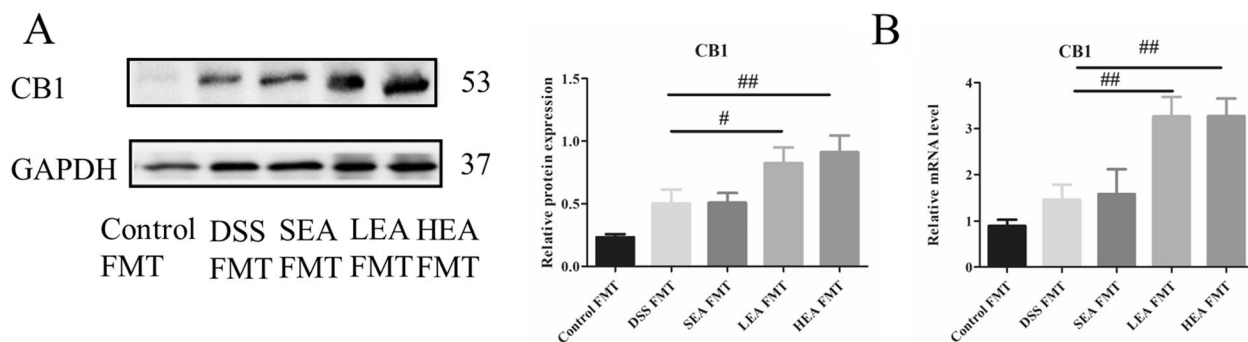 A
CB1
53
GAPDH
37
Control DSS SEA LEA HEA
FMT FMT FMT FMT FMT
CB1
Relative protein expression
1.5
1.0
0.5
0.0
##
#
Control FMT
DSS FMT
SEA FMT
LEA FMT
HEA FMT
B
CB1
Relative mRNA level
4
3
2
1
0
##
##
Control FMT
DSS FMT
SEA FMT
LEA FMT
HEA FMT